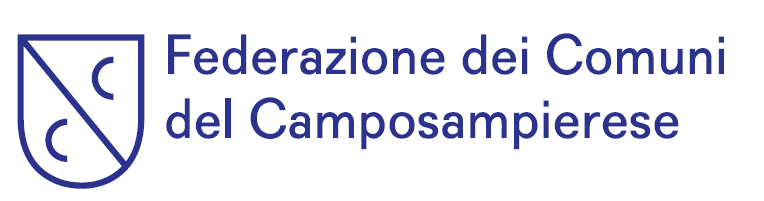 Federazione dei Comuni
del Camposampierese